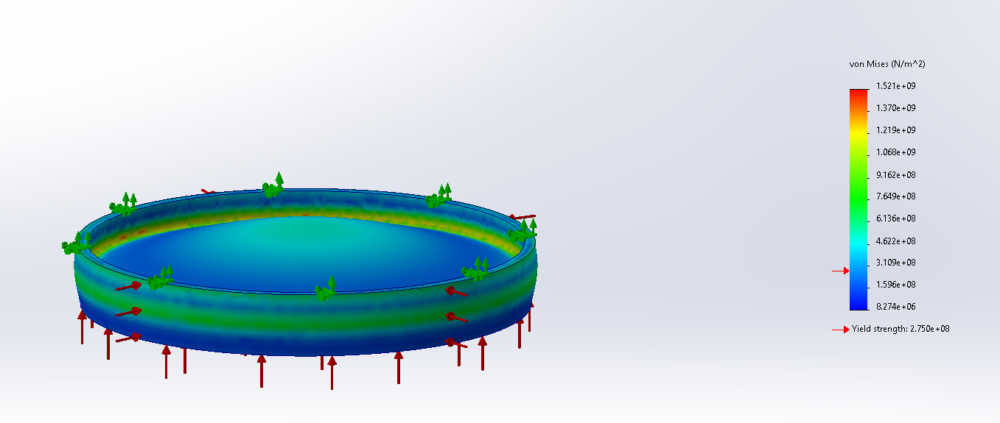 von Mises (N/m^2)
1.521e+09
1.370e+09
1.219e+09
1.068e+09
9.162e+08
7.649e+08
6.136e+08
4.622e+08
3.109e+08
1.596e+08
8.274e+06
Yield strength: 2.750e+08